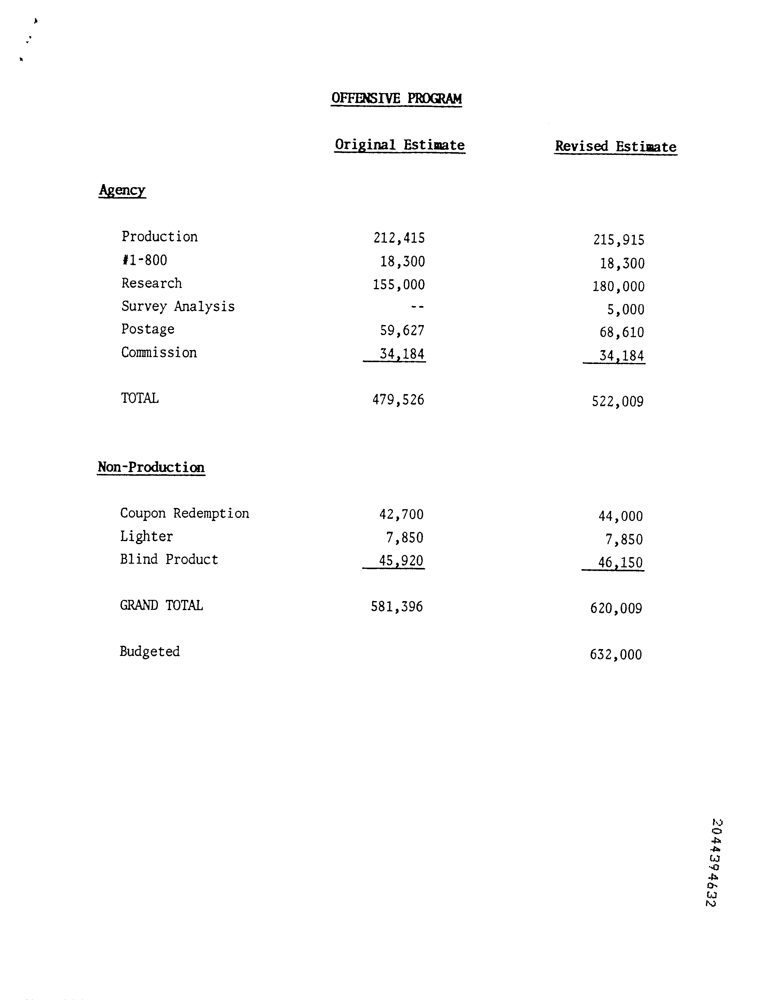 OFFENSIVE PROGRAM
Original Estimate Revised Estimate
Agency
Production 212,415 215,915
#1-800 18,300 18,300
Research 155,000 180,000
Survey Analysis -- 5,000
Postage 59,627 68,610
Commission 34,184 34,184
TOTAL 479,526 522,009
Non-Production
Coupon Redemption 42,700 44,000
Lighter 7,850 7,850
Blind Product 45,920 46,150
GRAND TOTAL 581,396 620,009
Budgeted 632,000
2044394632